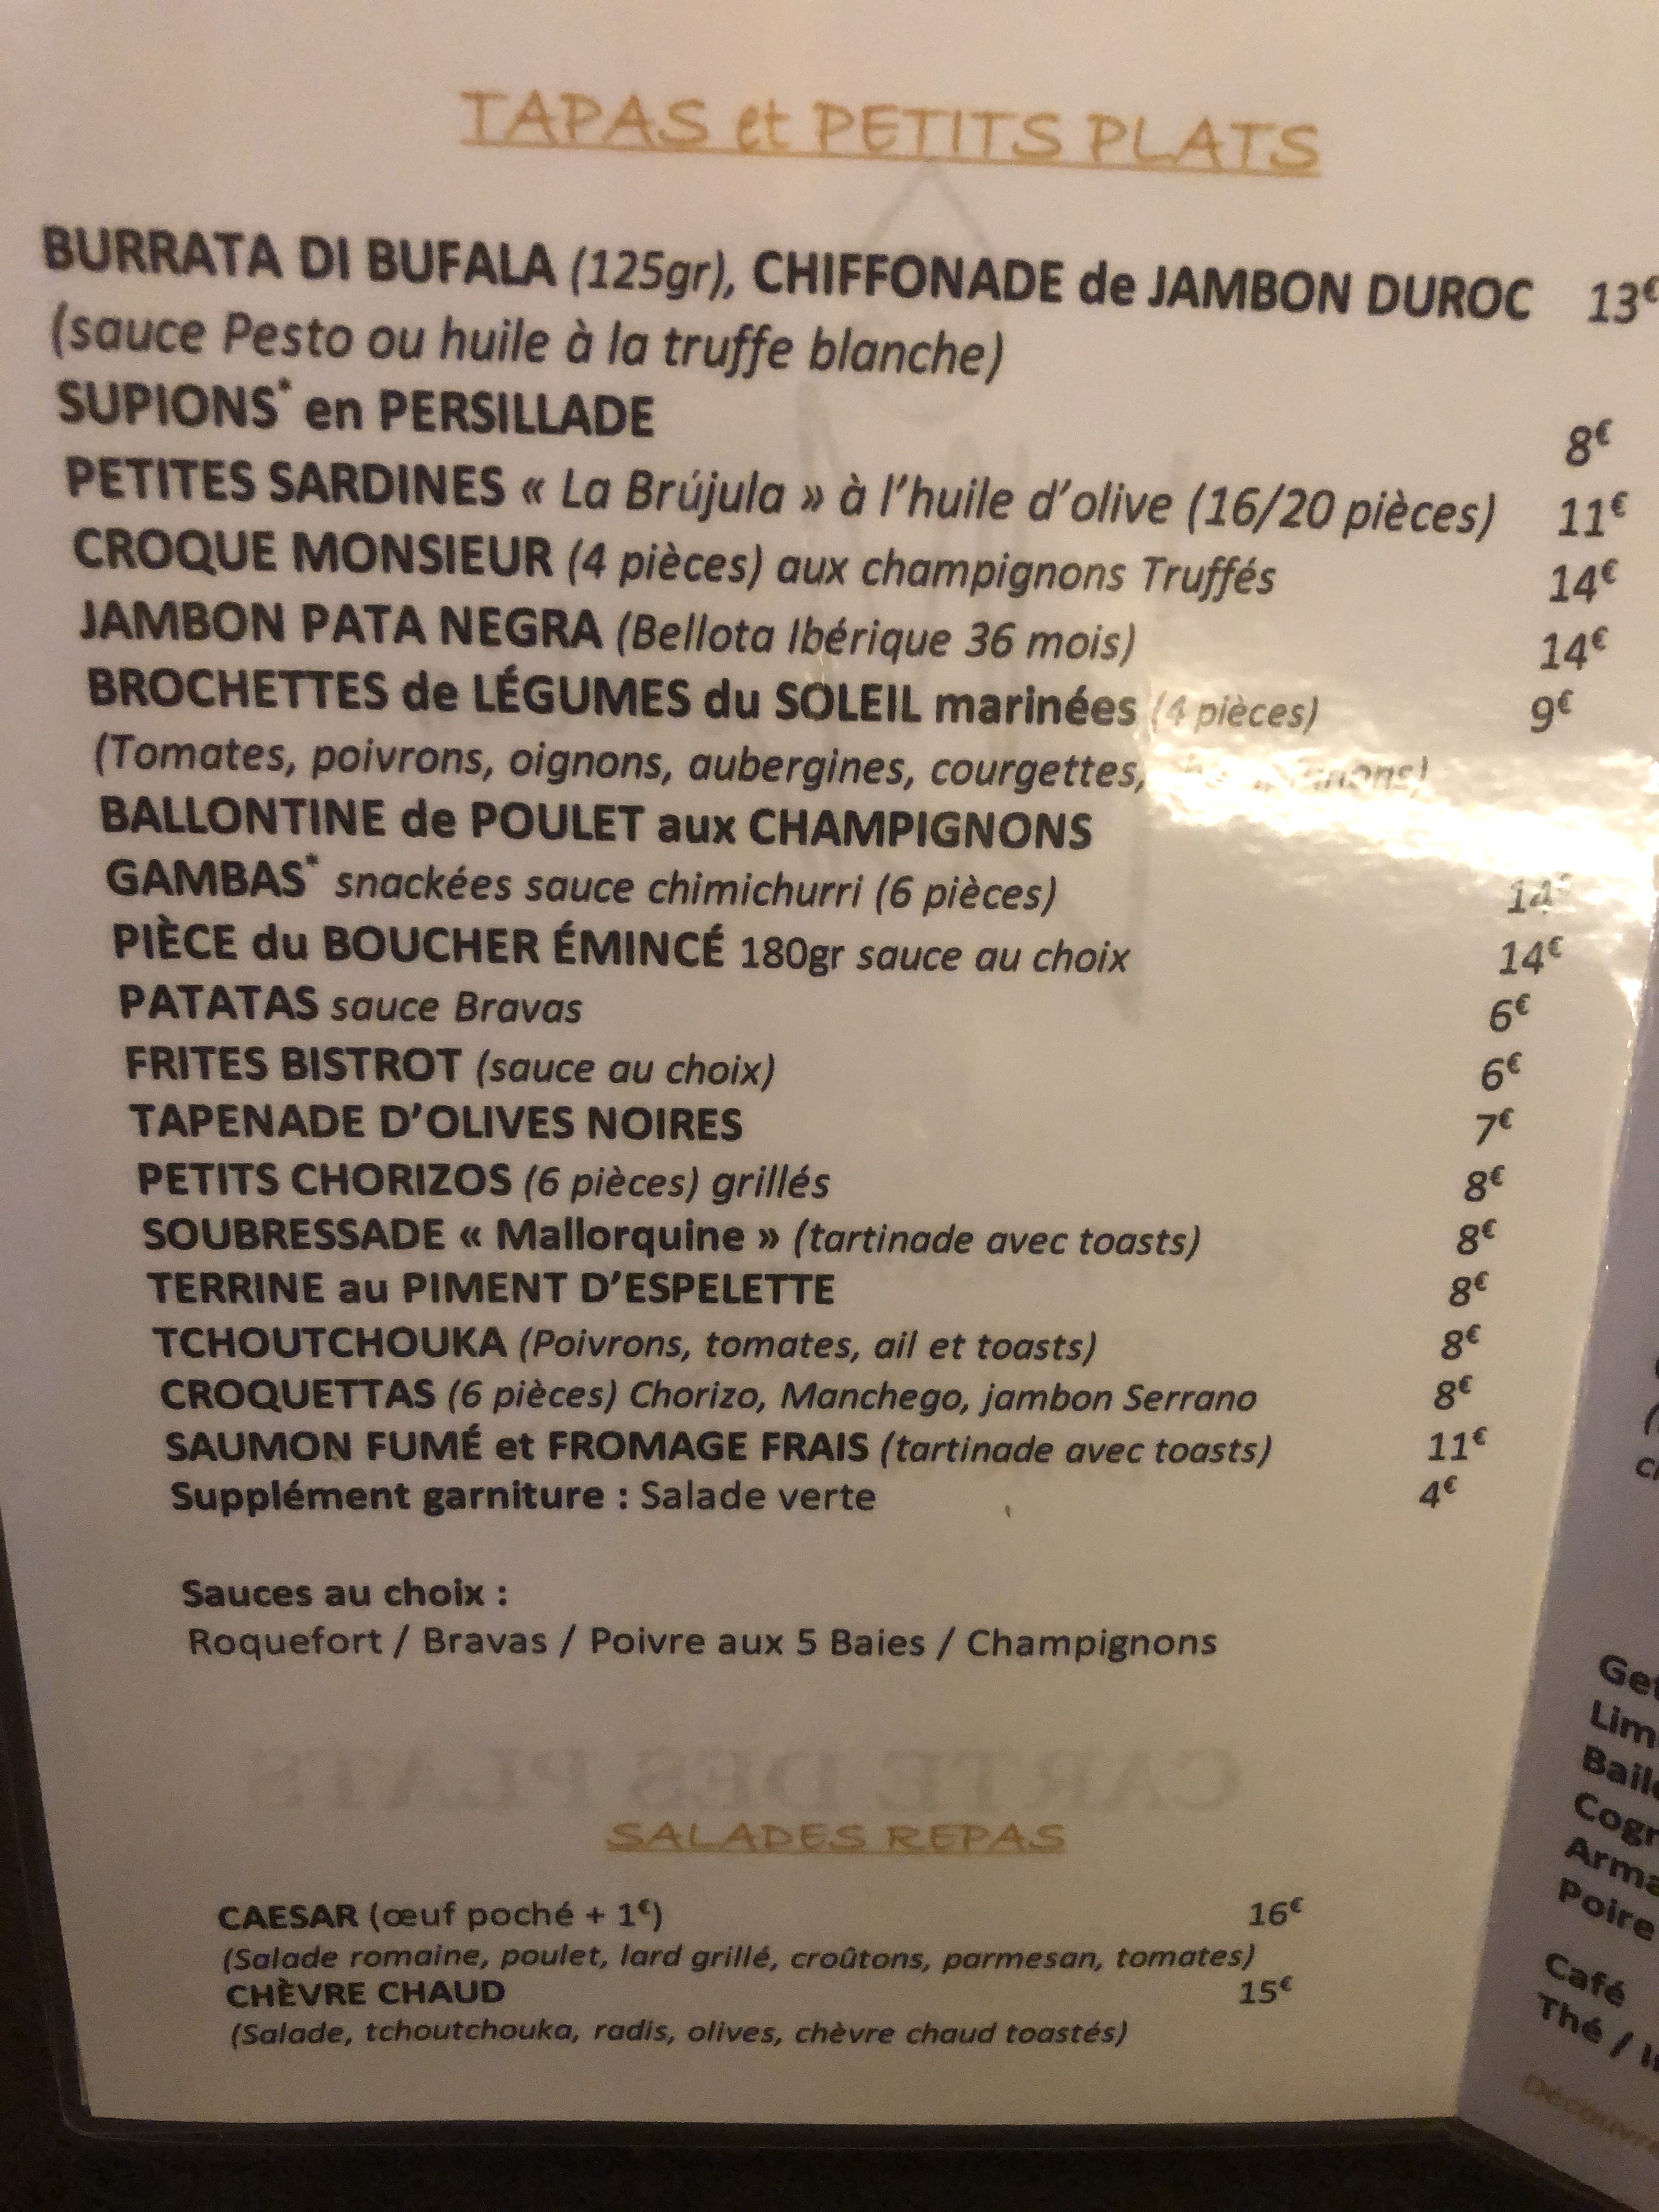 TAPAS et PETITS PLATS
BURRATA DI BUFALA (125gr), CHIFFONADE de JAMBON DUROC 13€
(sauce Pesto ou huile à la truffe blanche)
SUPIONS* en PERSILLADE 8€
PETITES SARDINES « La Brújula » à l'huile d'olive (16/20 pièces) 11€
CROQUE MONSIEUR (4 pièces) aux champignons Truffés 14€
JAMBON PATA NEGRA (Bellota Ibérique 36 mois) 14€
BROCHETTES de LÉGUMES du SOLEIL marinées (4 pièces) 9€
(Tomates, poivrons, oignons, aubergines, courgettes,
BALLONTINE de POULET aux CHAMPIGNONS
GAMBAS* snackées sauce chimichurri (6 pièces) 14€
PIÈCE du BOUCHER ÉMINCÉ 180gr sauce au choix 14€
PATATAS sauce Bravas 6€
FRITES BISTROT (sauce au choix) 6€
TAPENADE D'OLIVES NOIRES 7€
PETITS CHORIZOS (6 pièces) grillés 8€
SOUBRESSADE « Mallorquine » (tartinade avec toasts) 8€
TERRINE au PIMENT D'ESPELETTE 8€
TCHOUTCHOUKA (Poivrons, tomates, ail et toasts) 8€
CROQUETTAS (6 pièces) Chorizo, Manchego, jambon Serrano 8€
SAUMON FUMÉ et FROMAGE FRAIS (tartinade avec toasts) 11€
Supplément garniture : Salade verte 4€
Sauces au choix :
Roquefort / Bravas / Poivre aux 5 Baies / Champignons
CARTE DES PLATS
SALADES REPAS
CAESAR (œuf poché + 1€) 16€
(Salade romaine, poulet, lard grillé, croûtons, parmesan, tomates)
CHÈVRE CHAUD 15€
(Salade, tchoutchouka, radis, olives, chèvre chaud toastés)
Poire
Café
Thé /